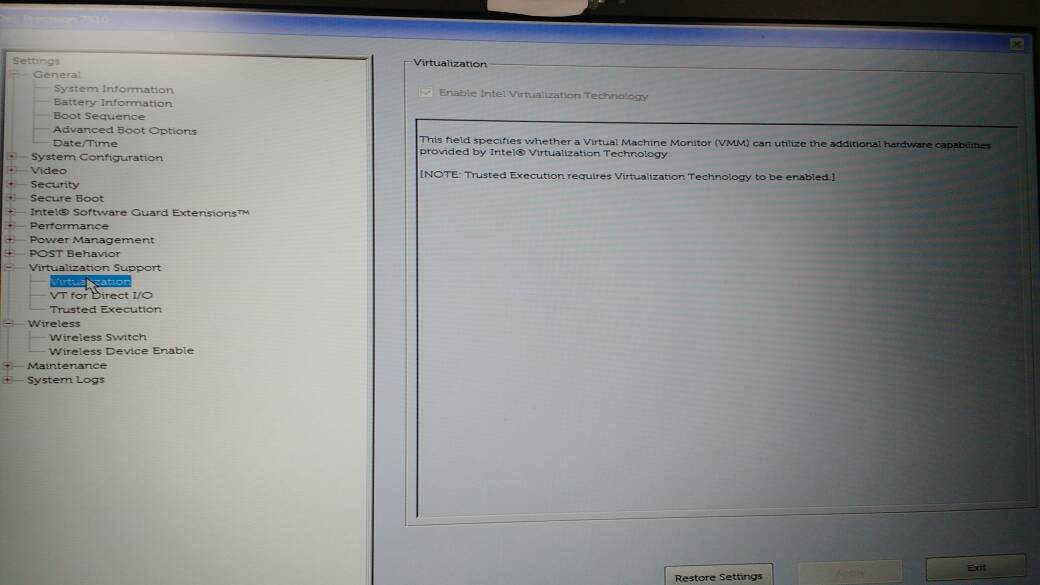 Precision 7510
Settings
General
System Information
Battery Information
Boot Sequence
Advanced Boot Options
Date/Time
System Configuration
Video
Security
Secure Boot
Intel® Software Guard Extensions™
Performance
Power Management
POST Behavior
Virtualization Support
Virtualization
VT for Direct I/O
Trusted Execution
Wireless
Wireless Switch
Wireless Device Enable
Maintenance
System Logs
Virtualization
Enable Intel Virtualization Technology
This field specifies whether a Virtual Machine Monitor (VMM) can utilize the additional hardware capabilities
provided by Intel® Virtualization Technology.
[NOTE: Trusted Execution requires Virtualization Technology to be enabled.]
Restore Settings
Apply
Exit